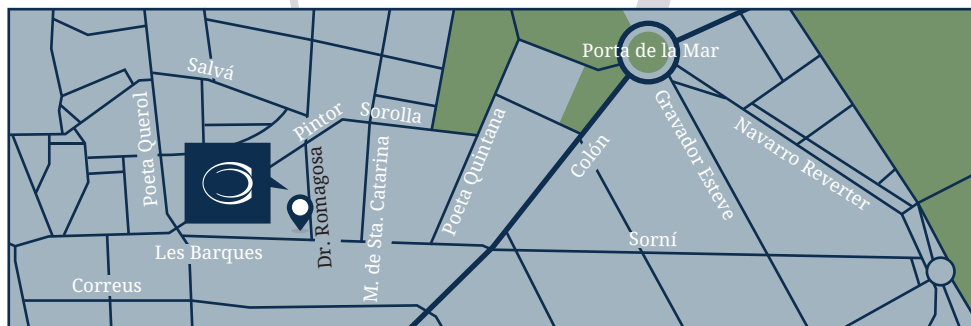 Porta de la Mar
Salvá
Pintor
Sorolla
Poeta Querol
Dr. Romagosa
M. de Sta. Catarina
Poeta Quintana
Colón
Gravador Esteve
Navarro Reverter
Les Barques
Sorní
Correus